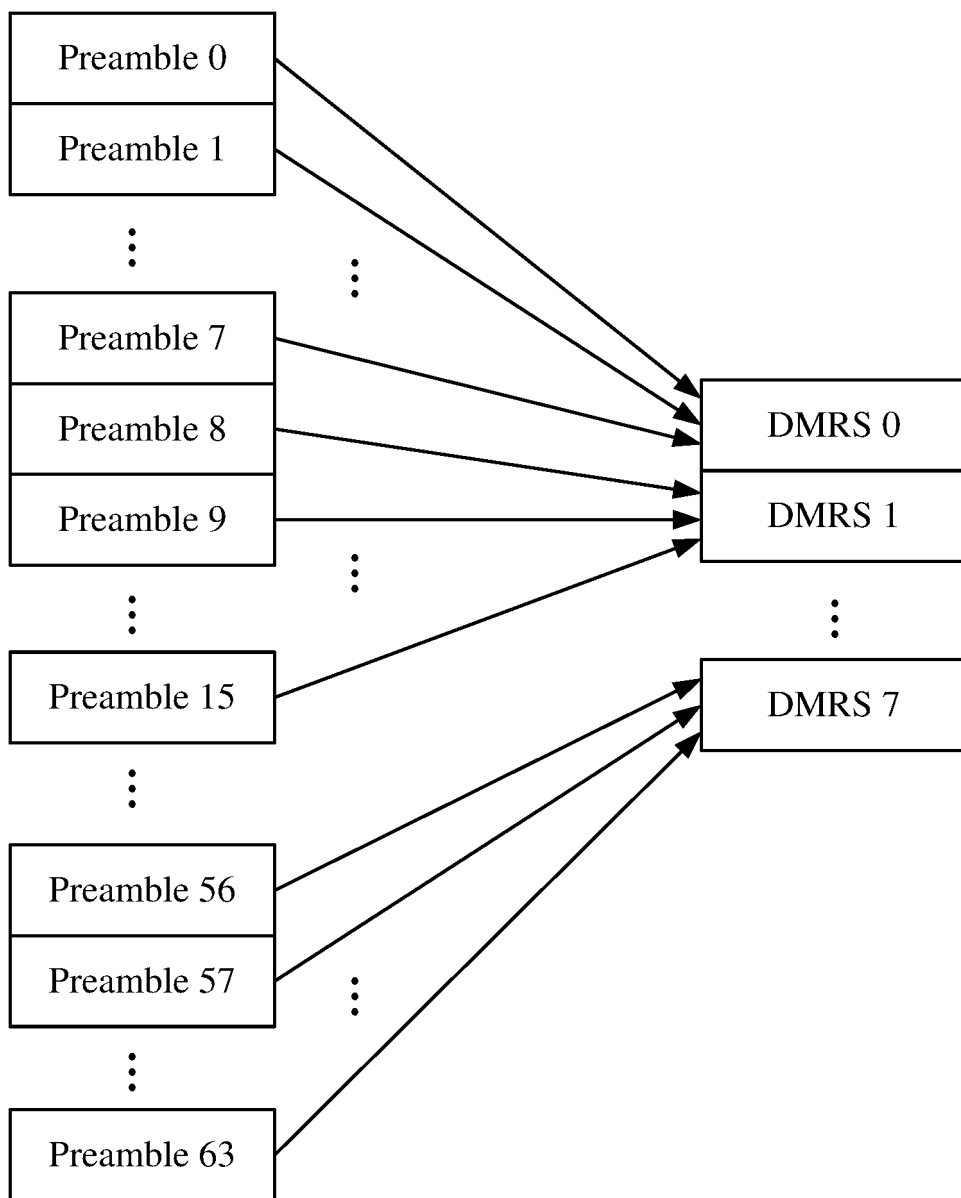 Preamble 0
Preamble 1
Preamble 7
Preamble 8
Preamble 9
Preamble 15
Preamble 56
Preamble 57
Preamble 63
DMRS 0
DMRS 1
DMRS 7